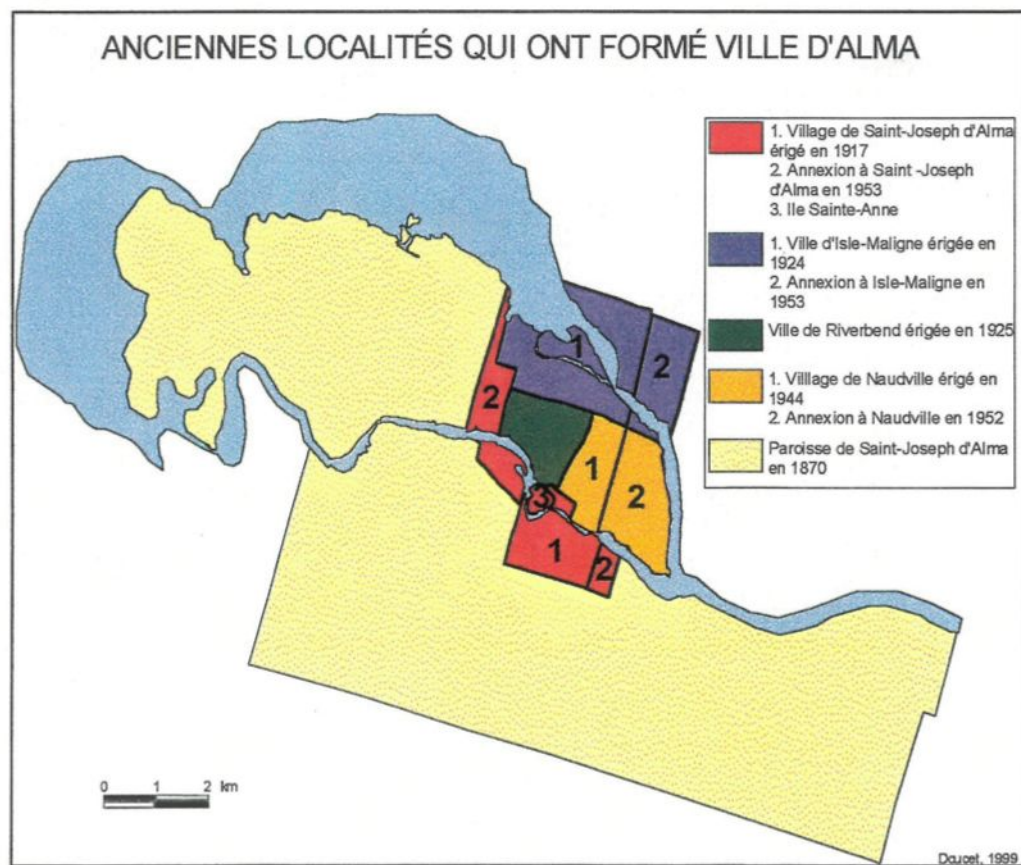 ANCIENNES LOCALITÉS QUI ONT FORMÉ VILLE D'ALMA
1. Village de Saint-Joseph d'Alma
érigé en 1917
2. Annexion à Saint -Joseph
d'Alma en 1953
3. Ile Sainte-Anne
1. Ville d'Isle-Maligne érigée en
1924
2. Annexion à Isle-Maligne en
1953
Ville de Riverbend érigée en 1925
1. Villlage de Naudville érigé en
1944
2. Annexion à Naudville en 1952
Paroisse de Saint-Joseph d'Alma
en 1870
1
2
2
1
2
3
1
2
0 1 2 km
Doucet, 1999